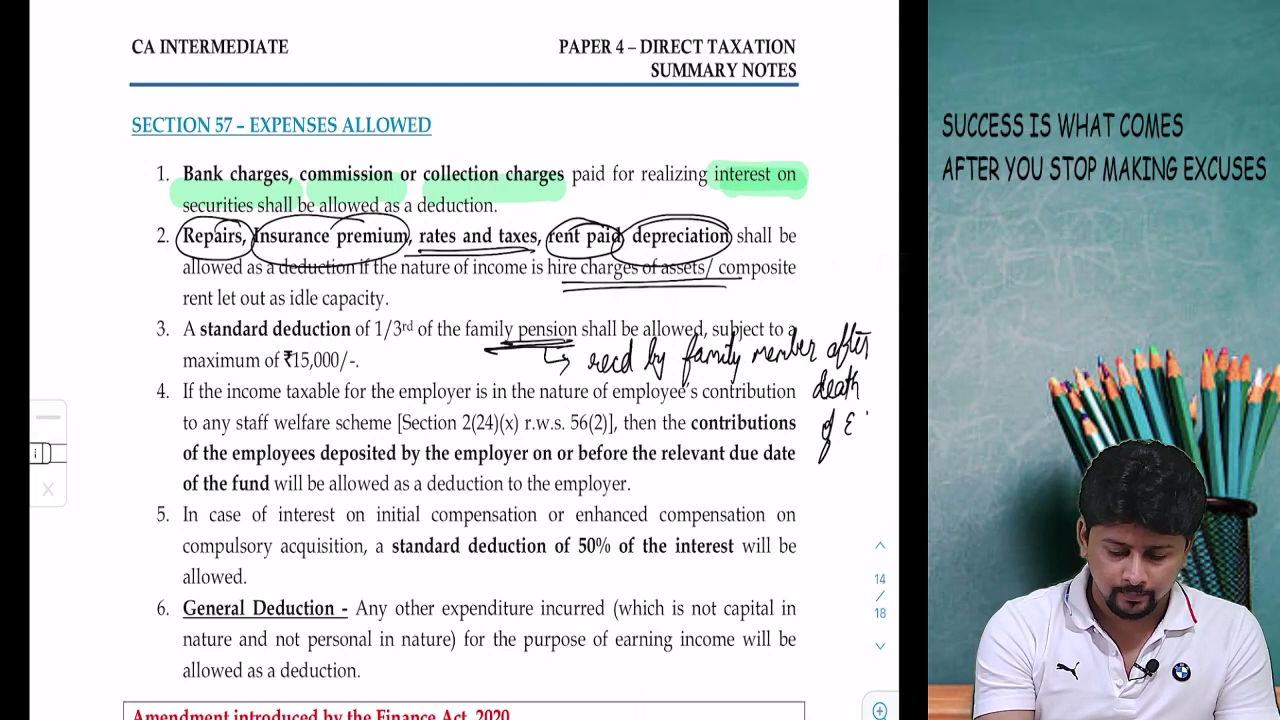 CA INTERMEDIATE
PAPER 4 – DIRECT TAXATION
SUMMARY NOTES
SECTION 57 – EXPENSES ALLOWED
1. Bank charges, commission or collection charges paid for realizing interest on
securities shall be allowed as a deduction.
2. Repairs, Insurance premium, rates and taxes, rent paid depreciation shall be
allowed as a deduction if the nature of income is hire charges of assets/ composite
rent let out as idle capacity.
3. A standard deduction of 1/3rd of the family pension shall be allowed, subject to a
maximum of ₹15,000/-.
recd by family member after
death
of E
4. If the income taxable for the employer is in the nature of employee's contribution
to any staff welfare scheme [Section 2(24)(x) r.w.s. 56(2)], then the contributions
of the employees deposited by the employer on or before the relevant due date
of the fund will be allowed as a deduction to the employer.
5. In case of interest on initial compensation or enhanced compensation on
compulsory acquisition, a standard deduction of 50% of the interest will be
allowed.
6. General Deduction - Any other expenditure incurred (which is not capital in
nature and not personal in nature) for the purpose of earning income will be
allowed as a deduction.
Amendment introduced by the Finance Act, 2020
14
/
18
SUCCESS IS WHAT COMES
AFTER YOU STOP MAKING EXCUSES